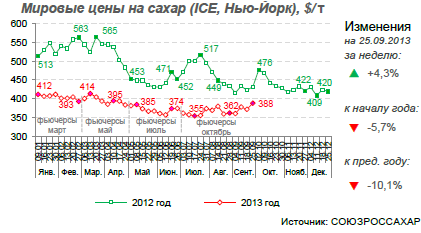 Мировые цены на сахар (ICE, Нью-Йорк), $/т
600
550
500
450
400
350
300
513
563
565
453
471
452
517
449
476
422
409
420
412
393
414
395
385
374
355
362
388
фьючерсы март
фьючерсы май
фьючерсы июль
фьючерсы октябрь
Янв.
Фев.
Мар.
Апр.
Май.
Июн.
Июл.
Авг.
Сент.
Окт.
Нояб.
Дек.
2012 год
2013 год
Изменения
на 25.09.2013
за неделю:
+4,3%
к началу года:
-5,7%
к пред. году:
-10,1%
Источник: СОЮЗРОССАХАР